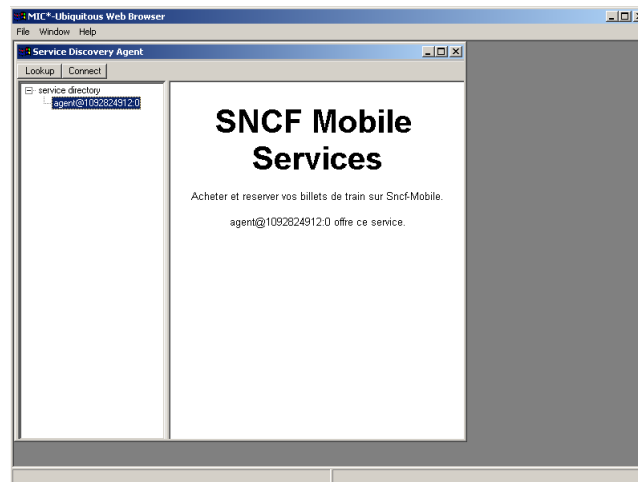 MIC*-Ubiquitous Web Browser
File Window Help
Service Discovery Agent
Lookup Connect
service directory
agent@1092824912:0
SNCF Mobile
Services
Acheter et reserver vos billets de train sur Sncf-Mobile.
agent@1092824912:0 offre ce service.